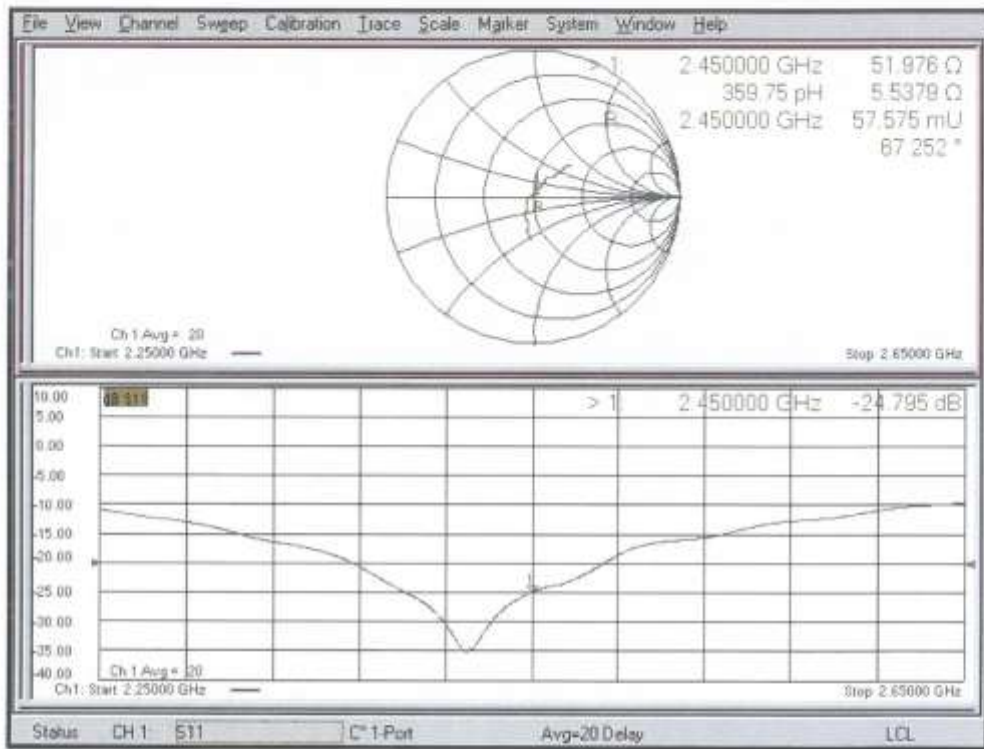 File View Channel Sweep Calibration Trace Scale Marker System Window Help
> 1 2.450000 GHz 51.976 Ω
359.75 pH 5.5379 Ω
R 2.450000 GHz 57.575 mU
67.252 °
Ch 1 Avg = 20
Ch1: Start 2.25000 GHz Stop 2.65000 GHz
10.00 dB S11 > 1 2.450000 GHz -24.795 dB
5.00
0.00
-5.00
-10.00
-15.00
-20.00
-25.00
-30.00
-35.00
-40.00 Ch 1 Avg = 20
Ch1: Start 2.25000 GHz Stop 2.65000 GHz
Status CH 1: S11 C* 1-Port Avg=20 Delay LCL